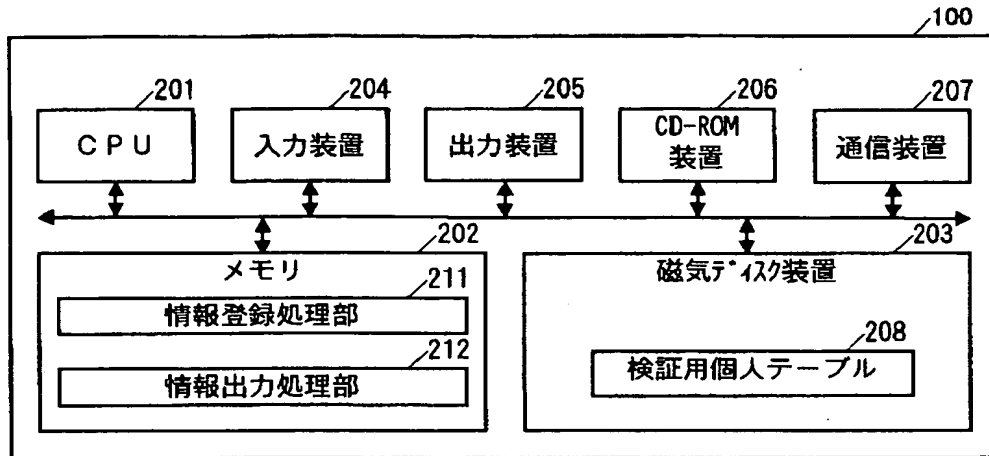 100
201
204
205
206
207
CPU
入力装置
出力装置
CD-ROM
装置
通信装置
202
203
メモリ
磁気ディスク装置
211
情報登録処理部
212
情報出力処理部
208
検証用個人テーブル